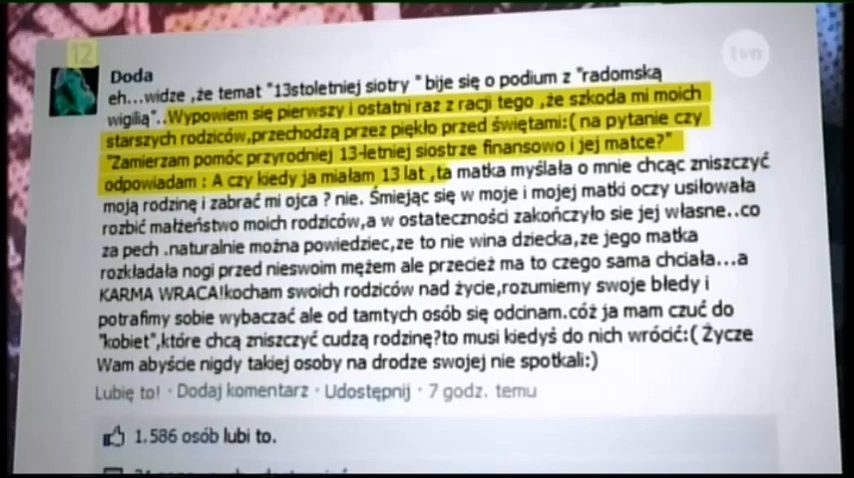 12
tvn
Doda
eh...widze ,że temat "13stoletniej siotry " bije się o podium z "radomską
wigilią"..Wypowiem się pierwszy i ostatni raz z racji tego ,że szkoda mi moich
starszych rodziców,przechodzą przez piękło przed świętami:( na pytanie czy
"Zamierzam pomóc przyrodniej 13-letniej siostrze finansowo i jej matce?"
odpowiadam : A czy kiedy ja miałam 13 lat ,ta matka myślała o mnie chcąc zniszczyć
moją rodzinę i zabrać mi ojca ? nie. Śmiejąc się w moje i mojej matki oczy usiłowała
rozbić małżeństwo moich rodziców,a w ostateczności zakończyło sie jej własne..co
za pech .naturalnie można powiedziec,ze to nie wina dziecka,ze jego matka
rozkładała nogi przed nieswoim mężem ale przecież ma to czego sama chciała...a
KARMA WRACA!kocham swoich rodziców nad życie,rozumiemy swoje błedy i
potrafimy sobie wybaczać ale od tamtych osób się odcinam.cóż ja mam czuć do
"kobiet",które chcą zniszczyć cudzą rodzinę?to musi kiedyś do nich wrócić:( Życze
Wam abyście nigdy takiej osoby na drodze swojej nie spotkali:)
Lubię to! · Dodaj komentarz · Udostępnij · 7 godz. temu
1.586 osób lubi to.